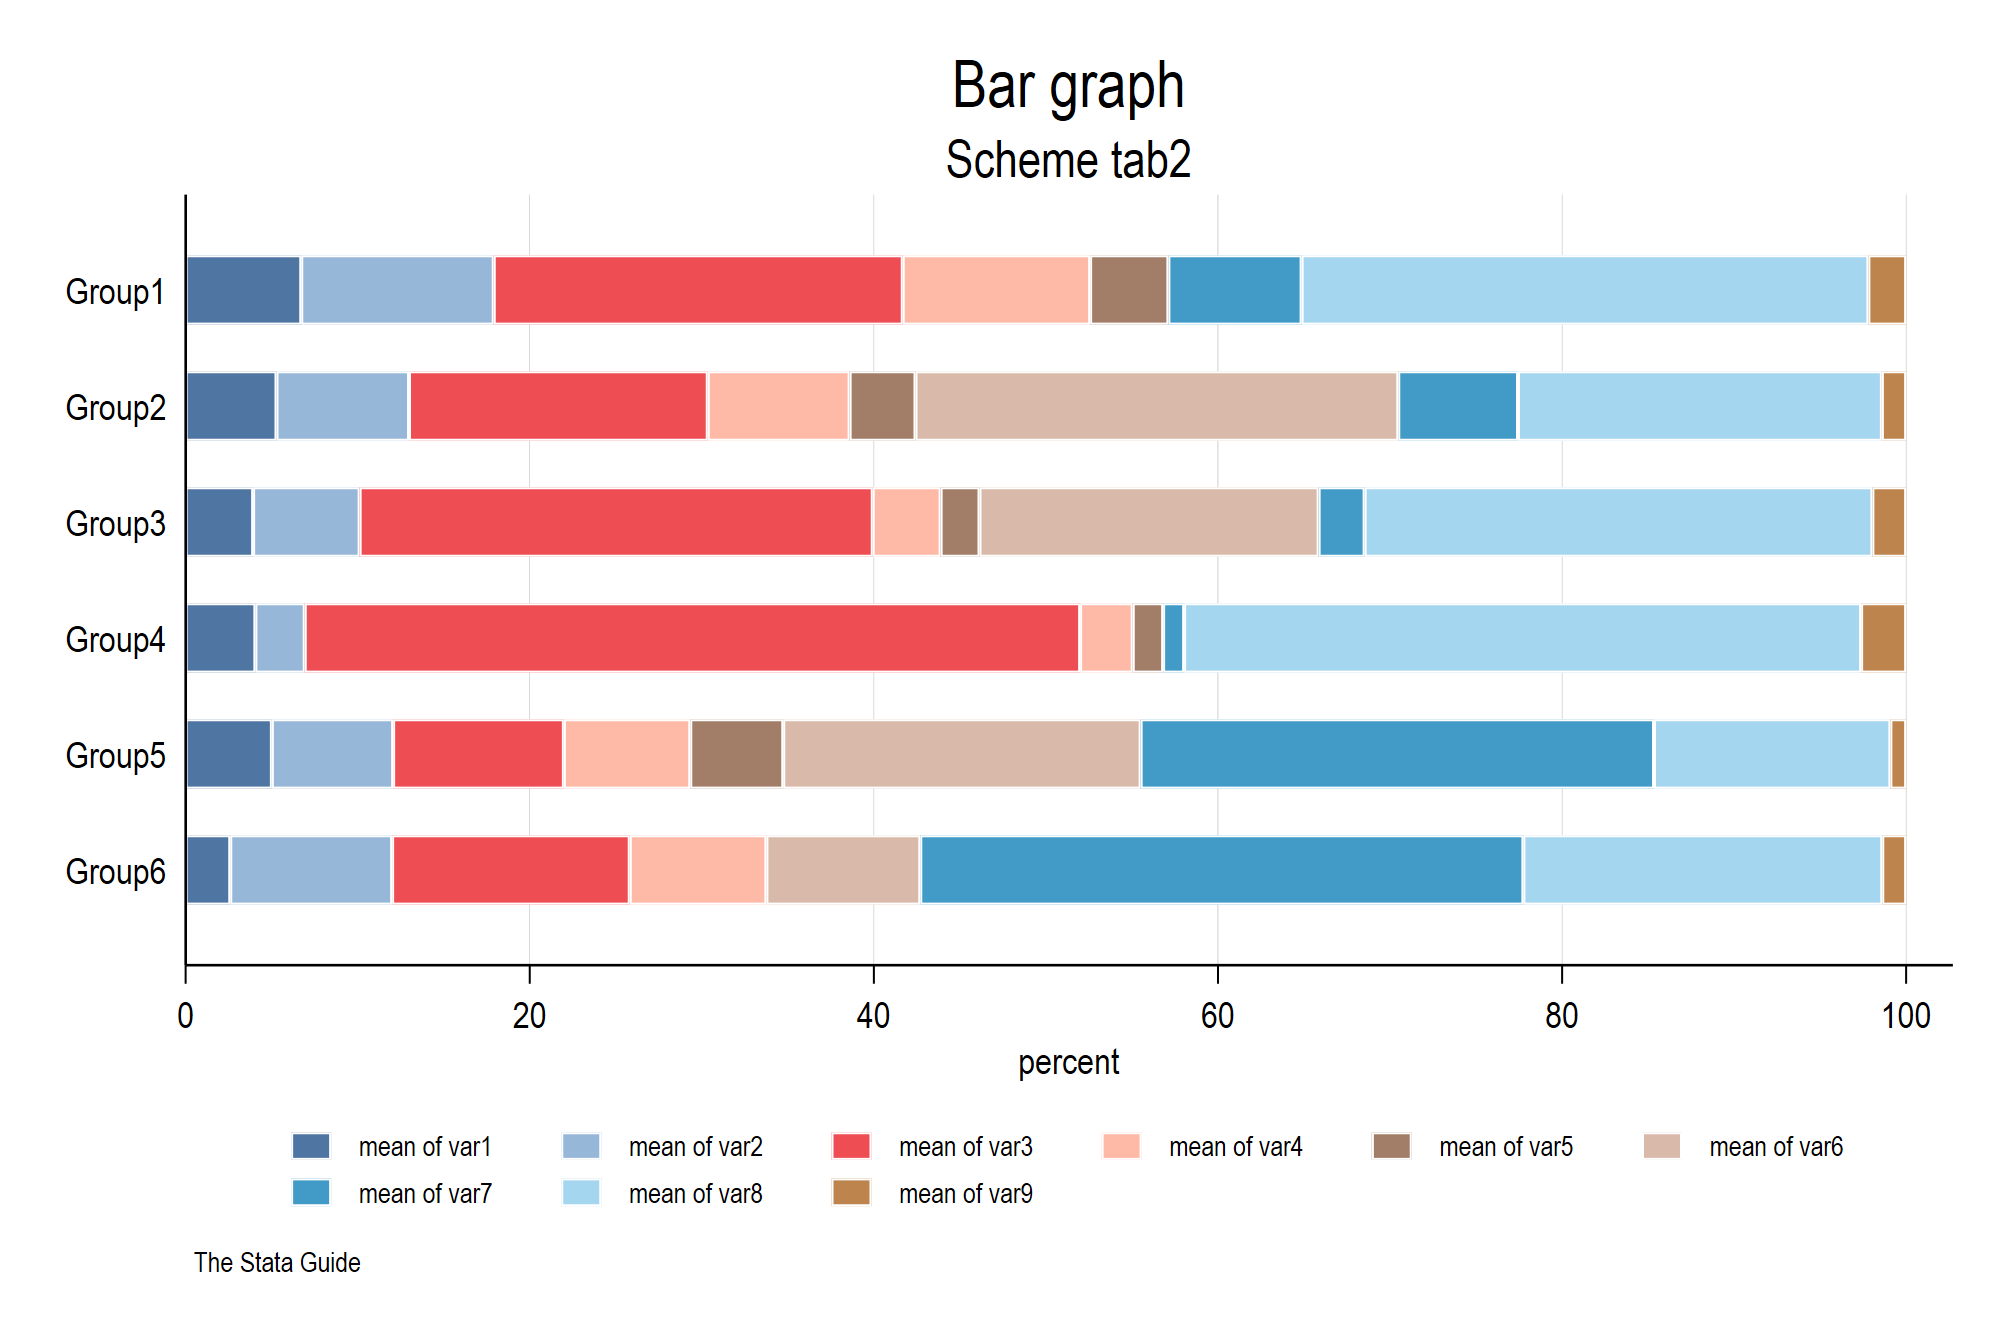 Bar graph
Scheme tab2
Group1
Group2
Group3
Group4
Group5
Group6
0 20 40 60 80 100
percent
mean of var1 mean of var2 mean of var3 mean of var4 mean of var5 mean of var6
mean of var7 mean of var8 mean of var9
The Stata Guide